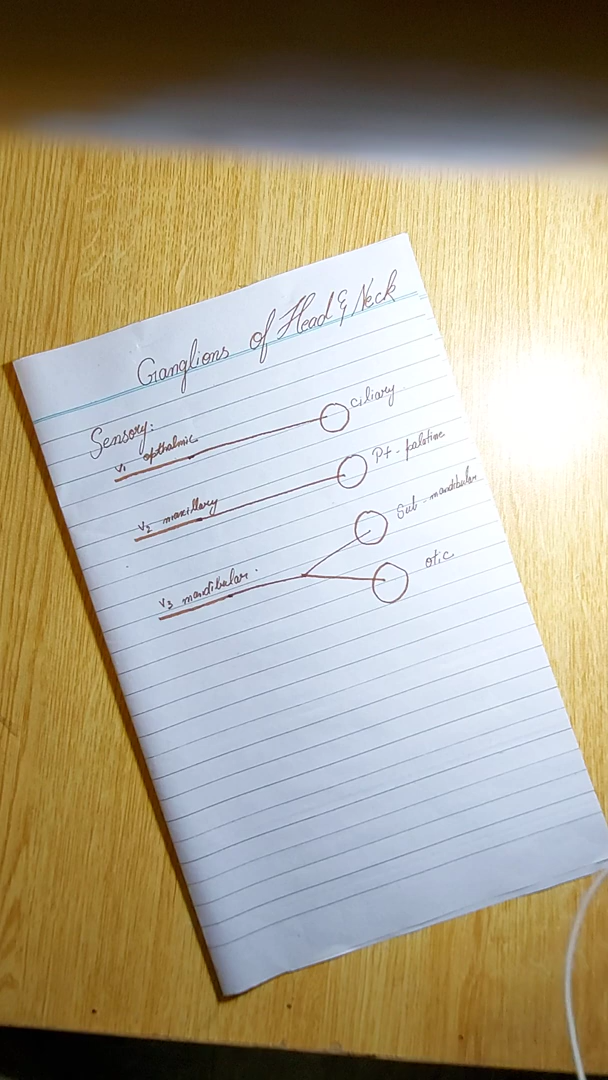 Ganglions of Head & Neck
Sensory:
V1 opthalmic
ciliary
V2 maxillary
Pt - palatine
V3 mandibular.
Sub - mandibular
otic